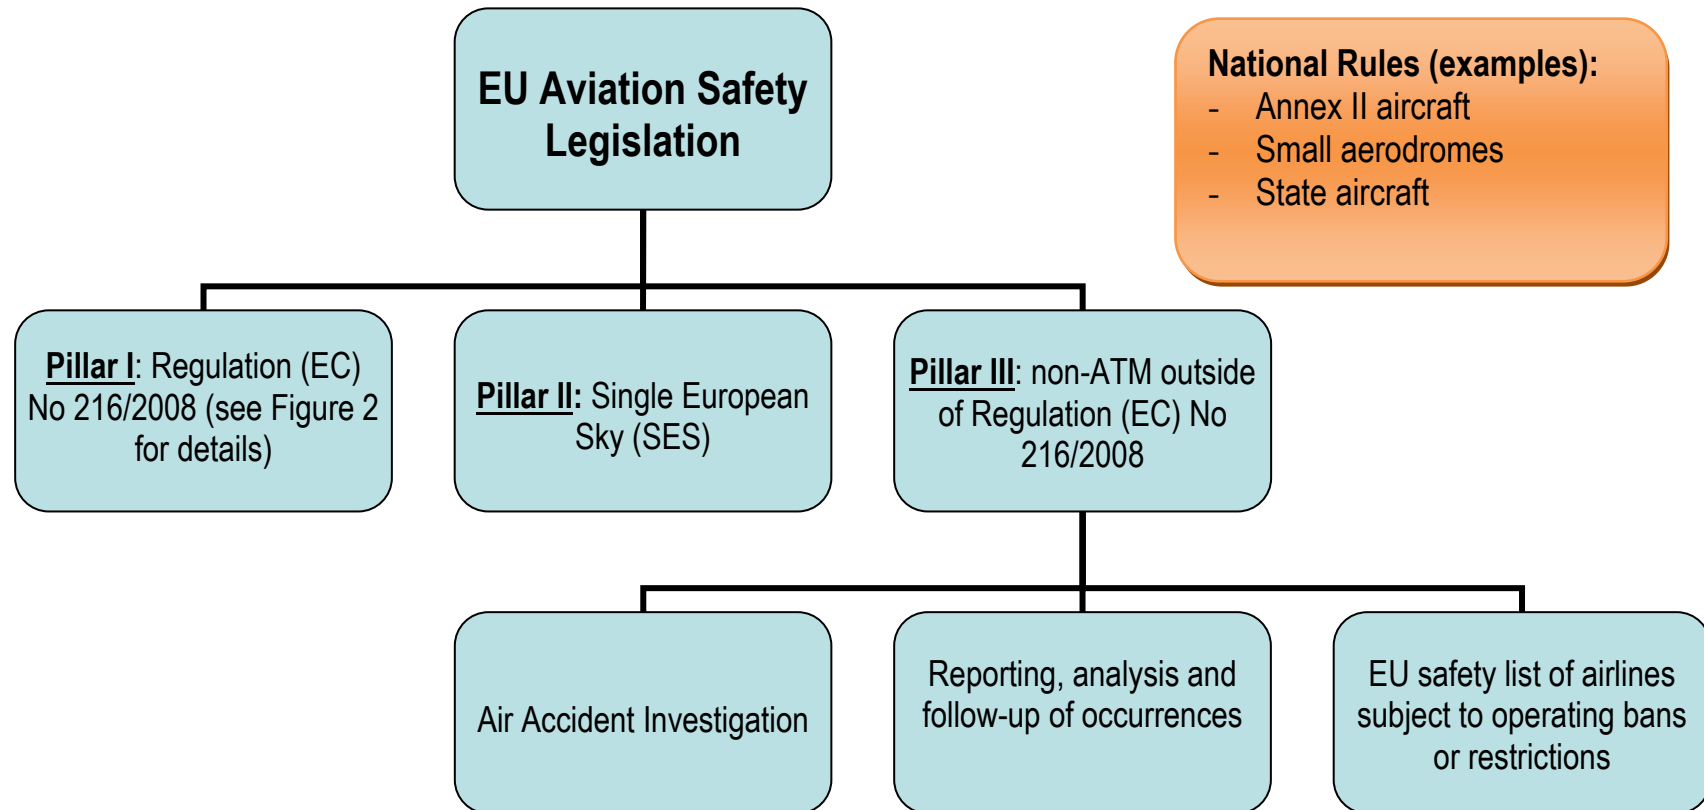 EU Aviation Safety
Legislation
National Rules (examples):
- Annex II aircraft
- Small aerodromes
- State aircraft
Pillar I: Regulation (EC)
No 216/2008 (see Figure 2
for details)
Pillar II: Single European
Sky (SES)
Pillar III: non-ATM outside
of Regulation (EC) No
216/2008
Air Accident Investigation
Reporting, analysis and
follow-up of occurrences
EU safety list of airlines
subject to operating bans
or restrictions